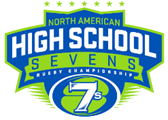 NORTH AMERICAN
HIGH SCHOOL
SEVENS
RUGBY CHAMPIONSHIP
7s